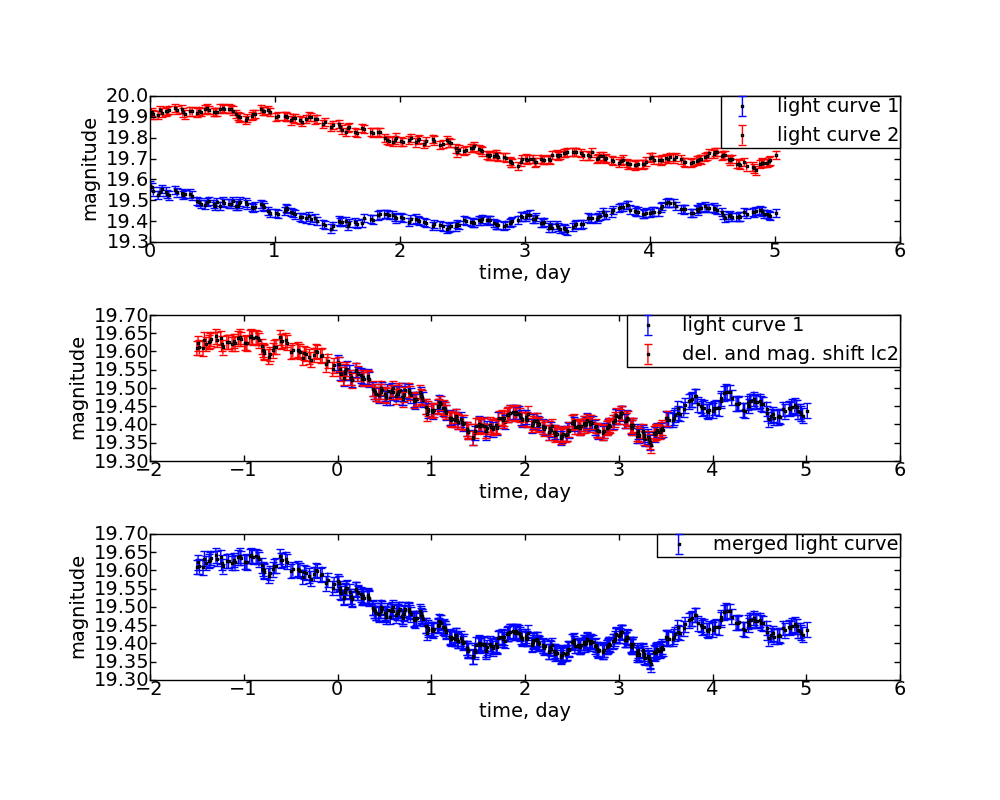 20.0
19.9
19.8
19.7
19.6
19.5
19.4
19.3
magnitude
light curve 1
light curve 2
0 1 2 3 4 5 6
time, day
19.70
19.65
19.60
19.55
19.50
19.45
19.40
19.35
19.30
magnitude
light curve 1
del. and mag. shift lc2
−2 −1 0 1 2 3 4 5 6
time, day
19.70
19.65
19.60
19.55
19.50
19.45
19.40
19.35
19.30
magnitude
merged light curve
−2 −1 0 1 2 3 4 5 6
time, day